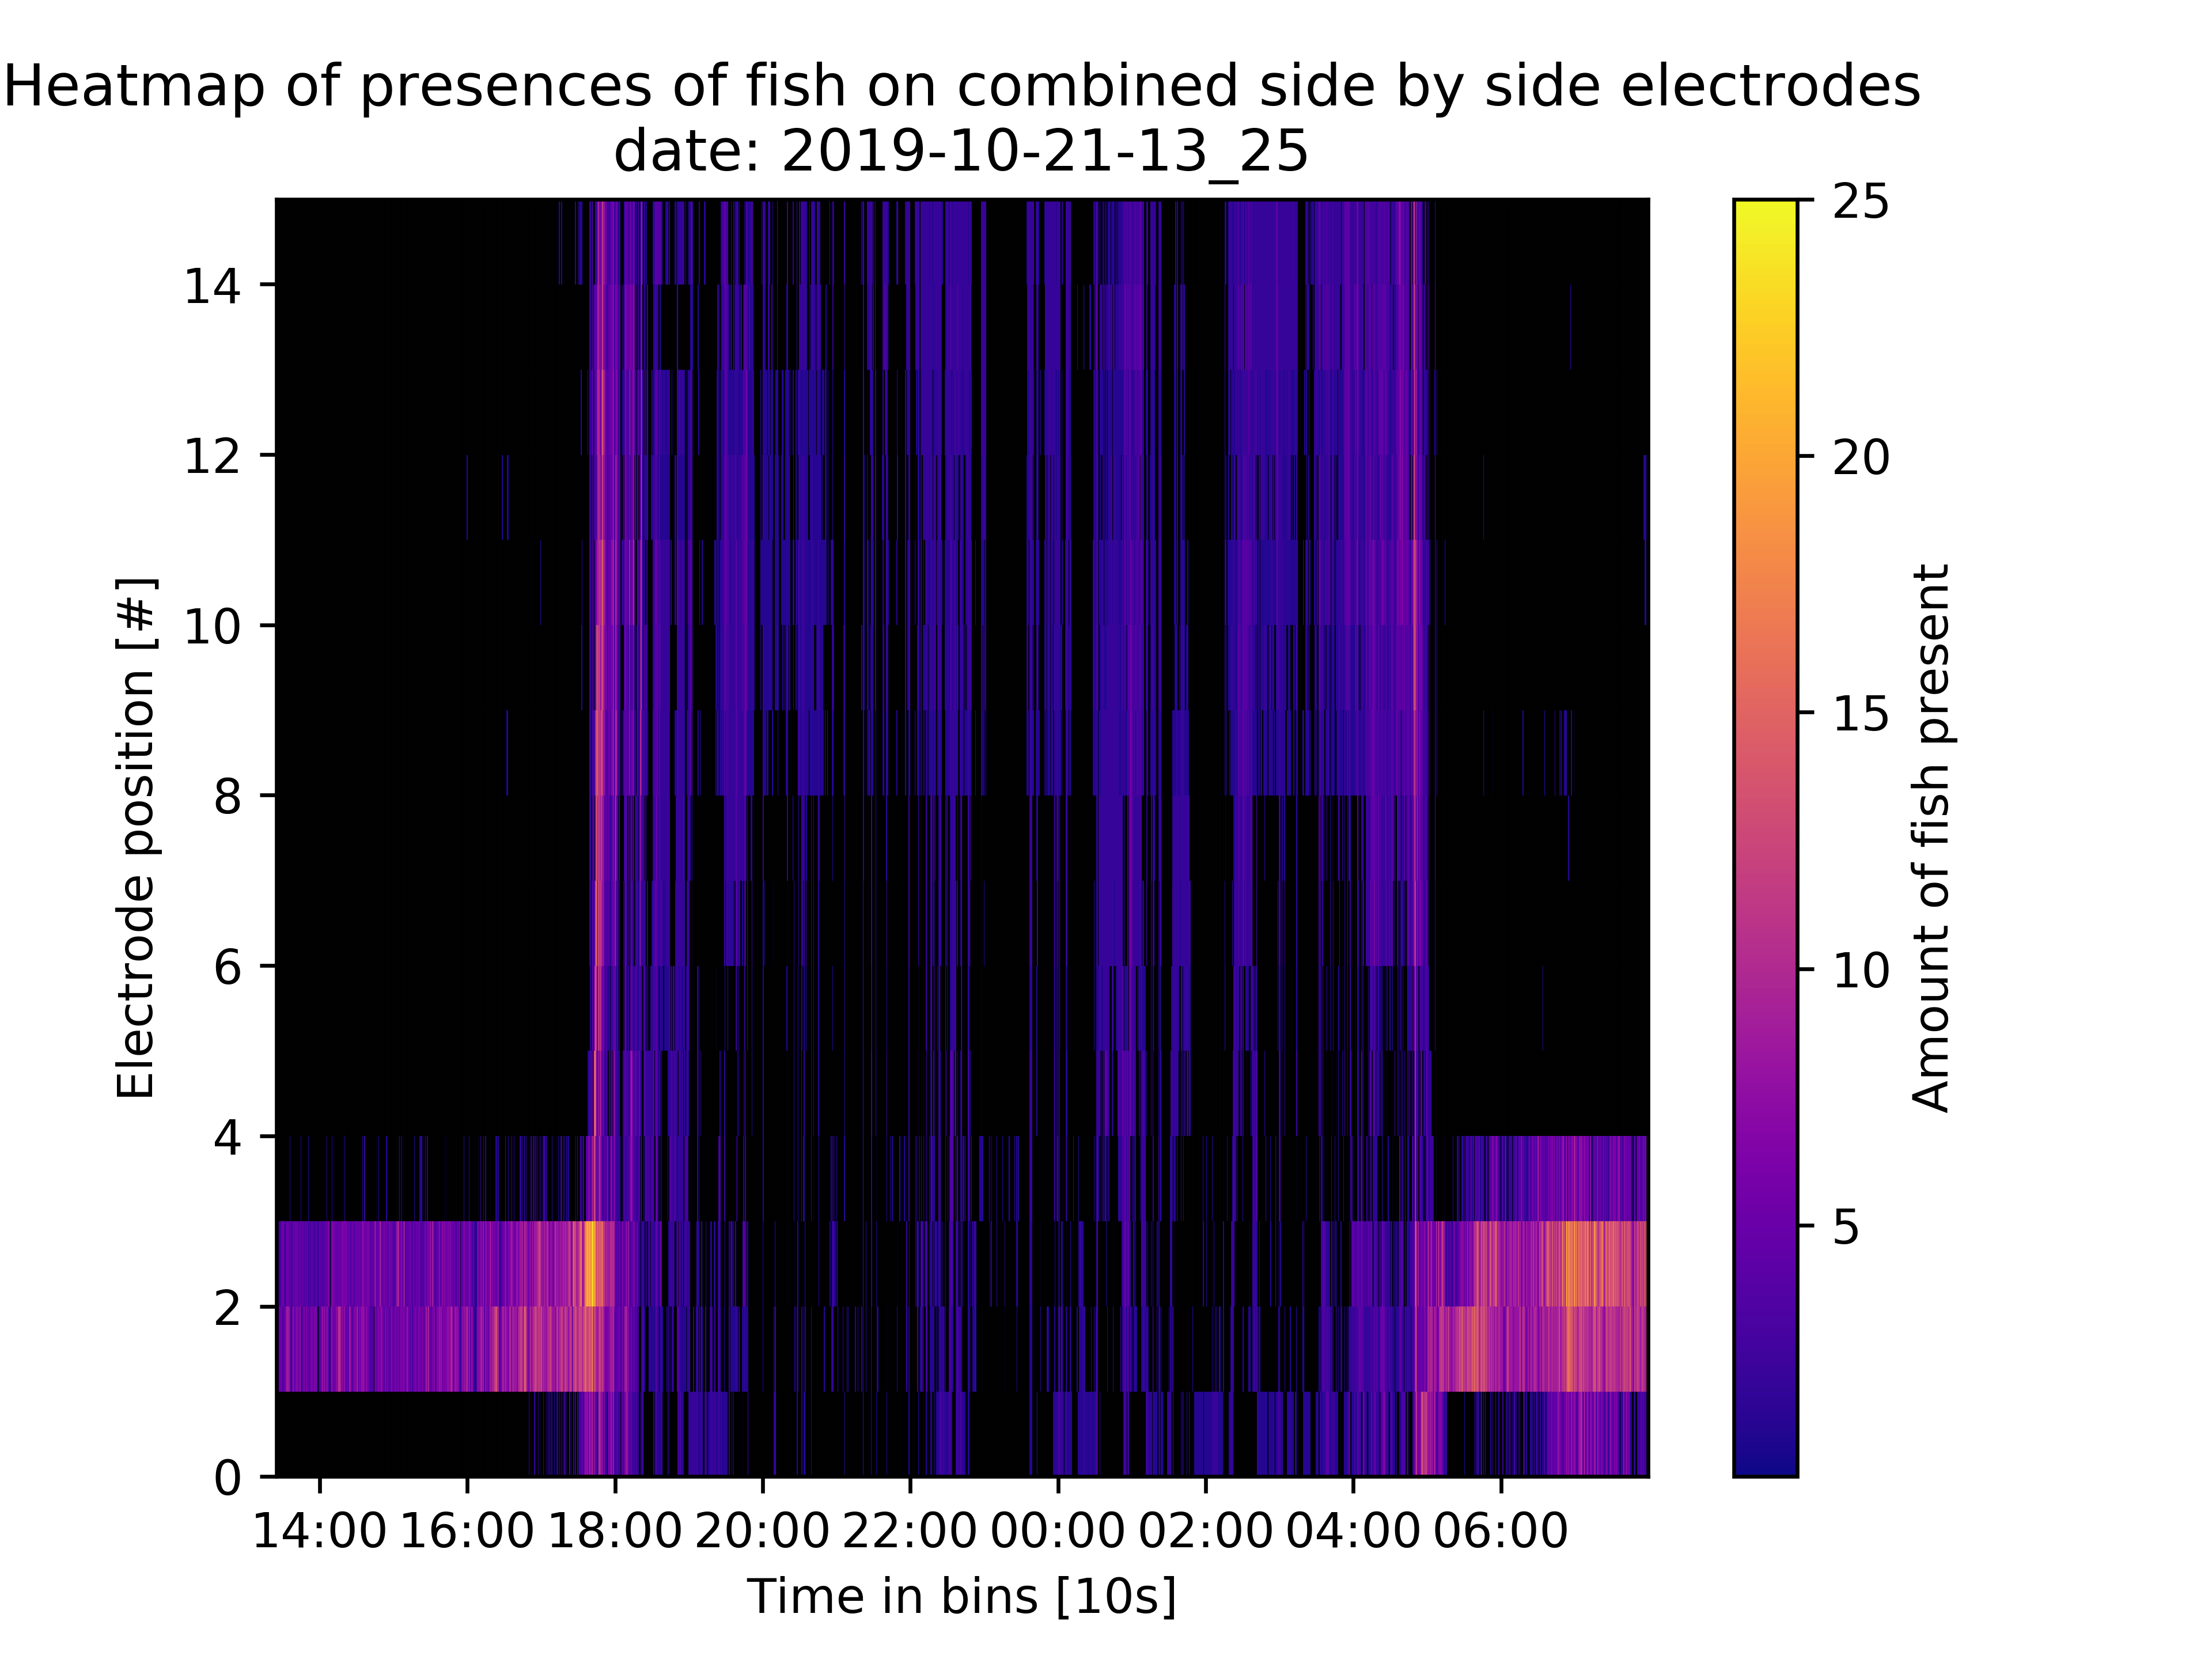 Heatmap of presences of fish on combined side by side electrodes
date: 2019-10-21-13_25
Electrode position [#]
14
12
10
8
6
4
2
0
14:00 16:00 18:00 20:00 22:00 00:00 02:00 04:00 06:00
Time in bins [10s]
25
20
15
10
5
Amount of fish present